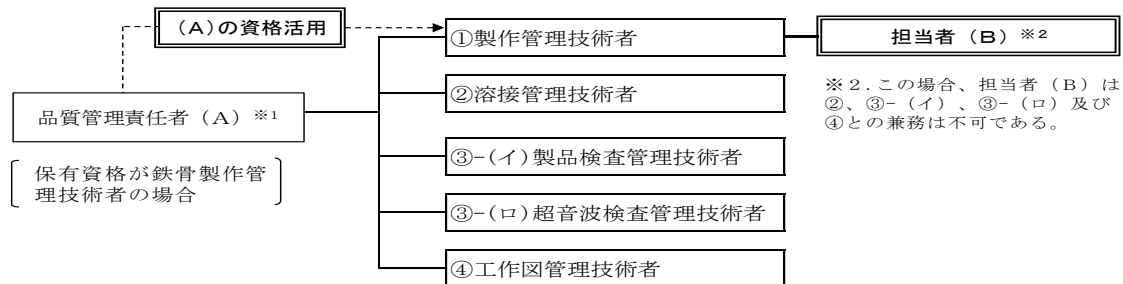 (A)の資格活用
①製作管理技術者
担当者（B）※2
②溶接管理技術者
※2.この場合、担当者（B）は
②、③-（イ）、③-（ロ）及び
④との兼務は不可である。
品質管理責任者（A）※1
③-(イ)製品検査管理技術者
保有資格が鉄骨製作管
理技術者の場合
③-(ロ)超音波検査管理技術者
④工作図管理技術者